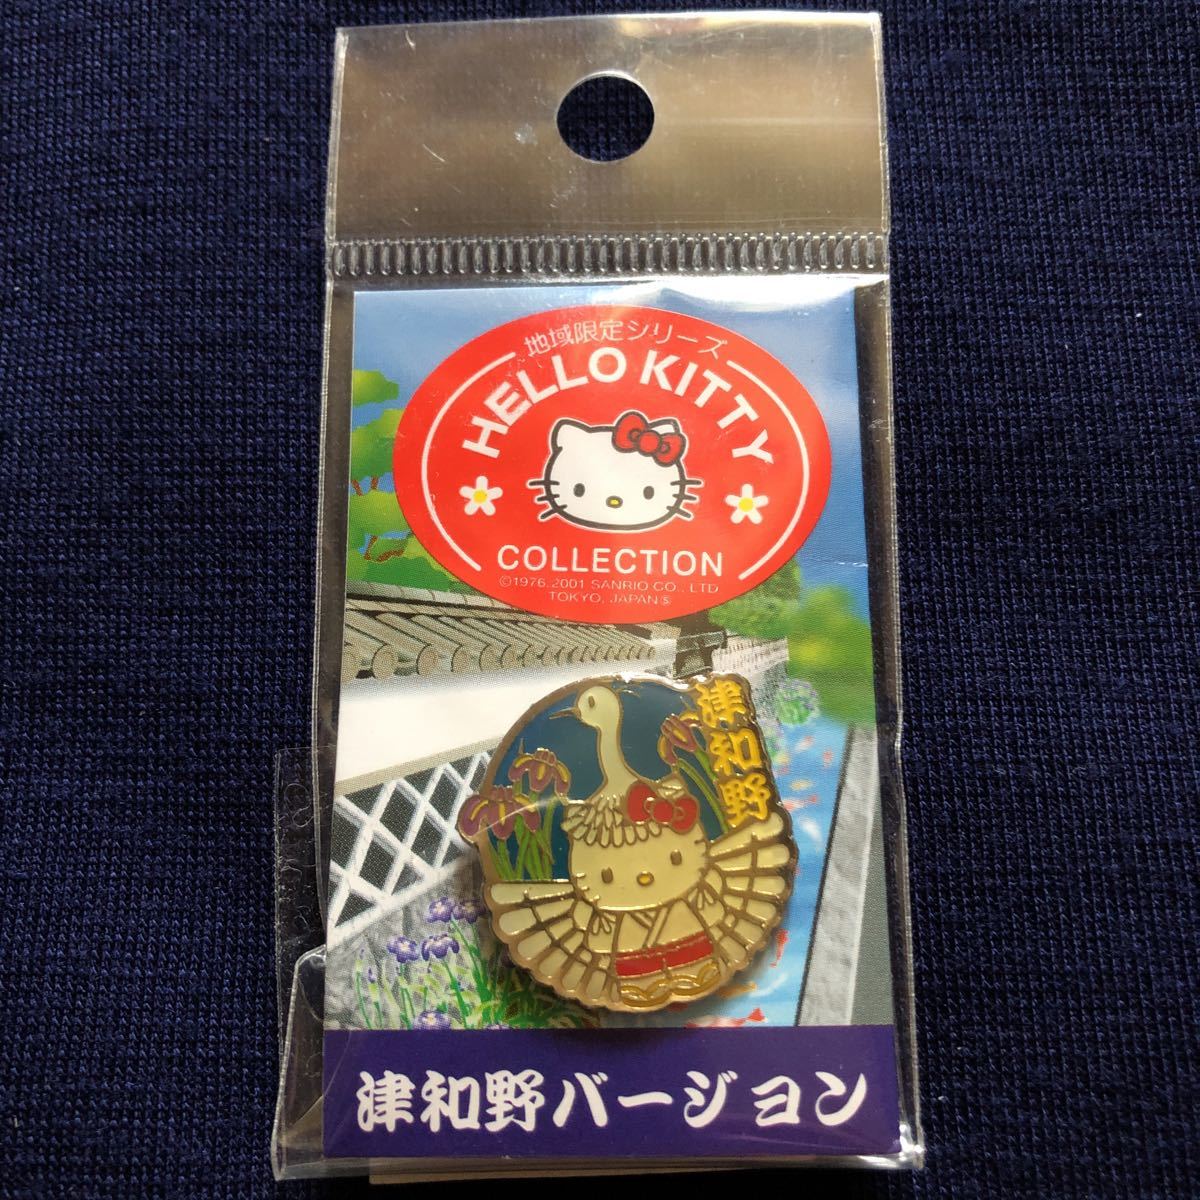 地域限定シリーズ
HELLO KITTY
COLLECTION
©1976, 2001 SANRIO CO., LTD
TOKYO, JAPAN Ⓢ
津和野
津和野バージョン